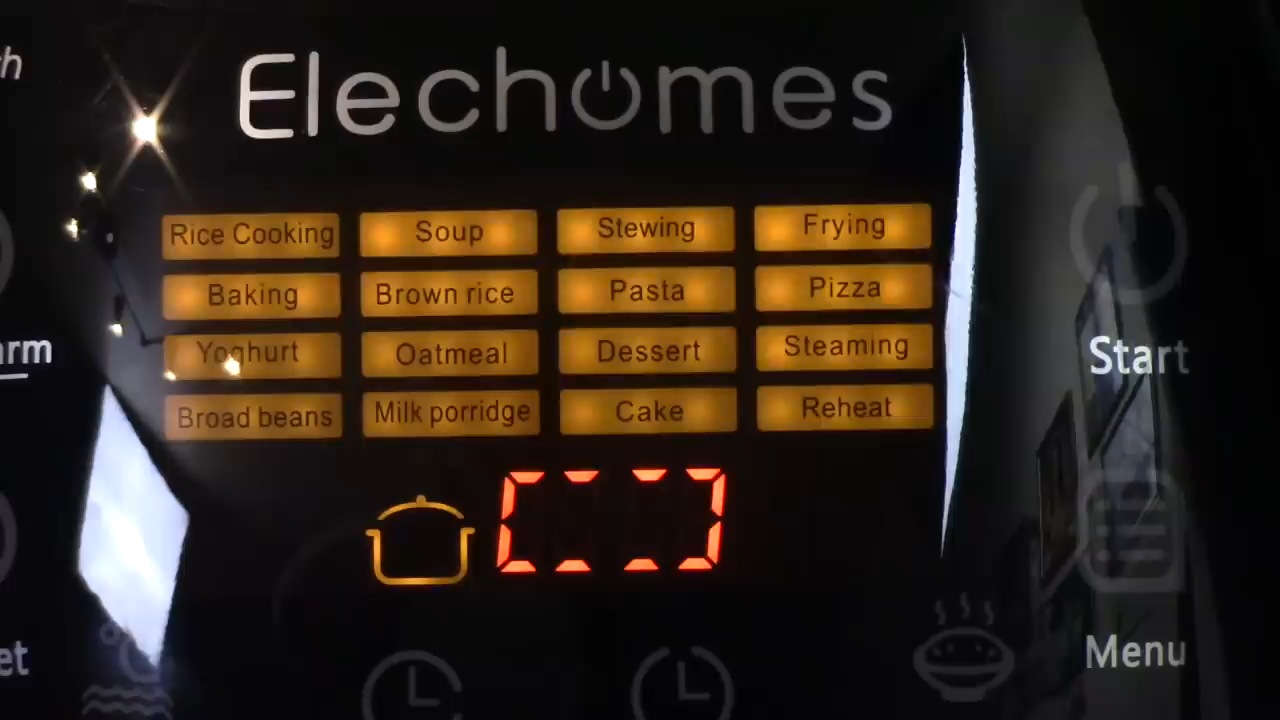 Elechomes
Rice Cooking Soup Stewing Frying
Baking Brown rice Pasta Pizza
Yoghurt Oatmeal Dessert Steaming
Broad beans Milk porridge Cake Reheat
Start
Menu